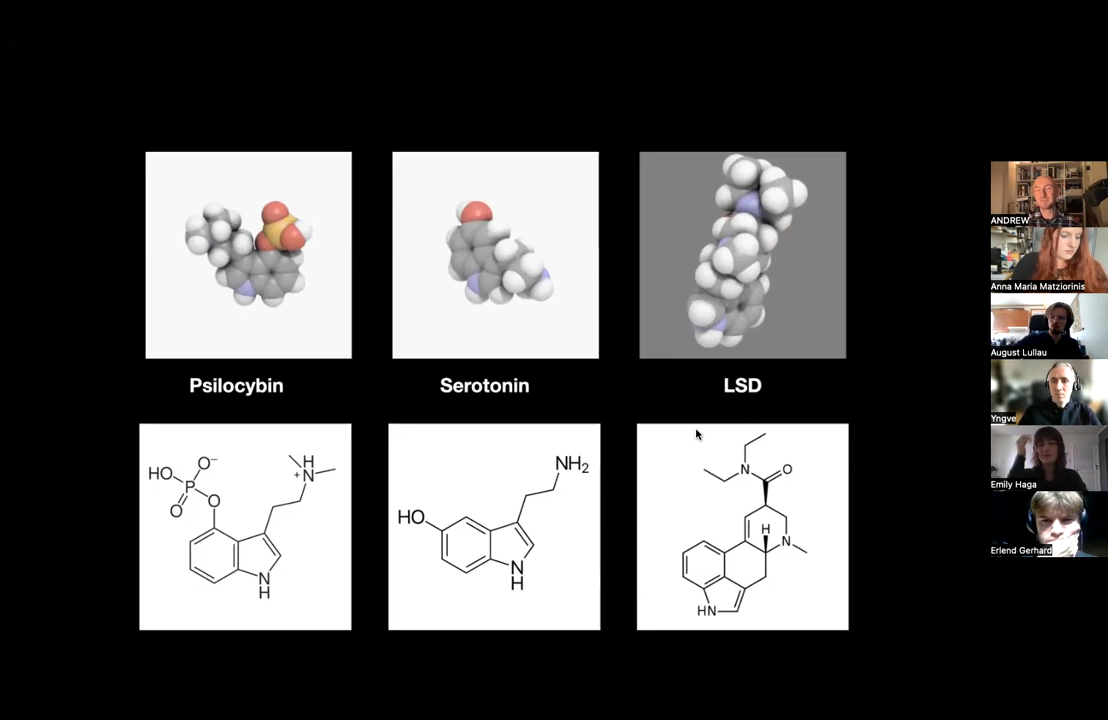 Psilocybin
Serotonin
LSD
HO
O⁻
P
O
O
H
N
+
N
H
NH₂
HO
N
H
N
O
H
N
HN
ANDREW
Anna Maria Matziorinis
August Lullau
Yngve
Emily Haga
Erlend Gerhard